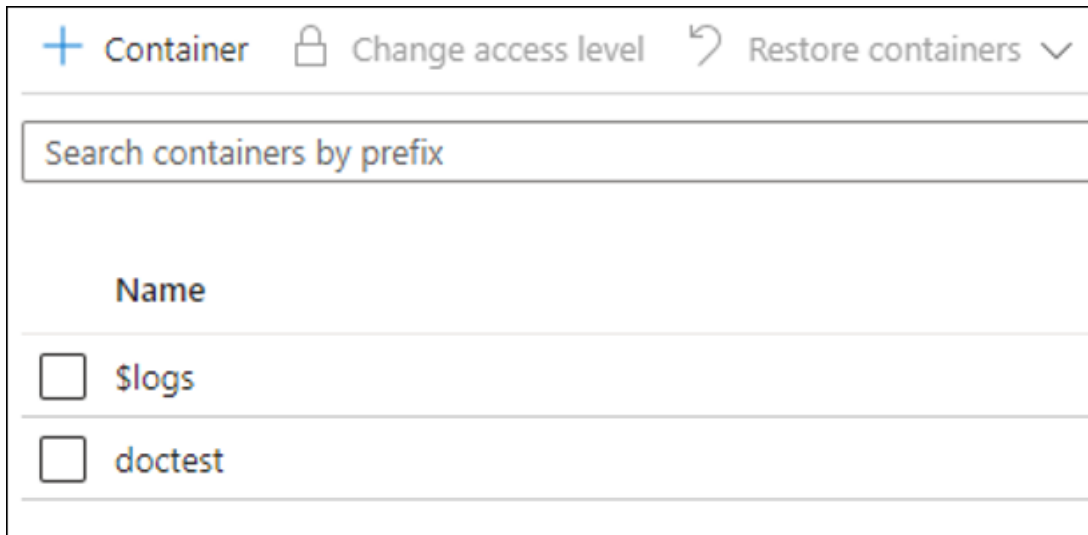 Container Change access level Restore containers
Search containers by prefix
Name
$logs
doctest